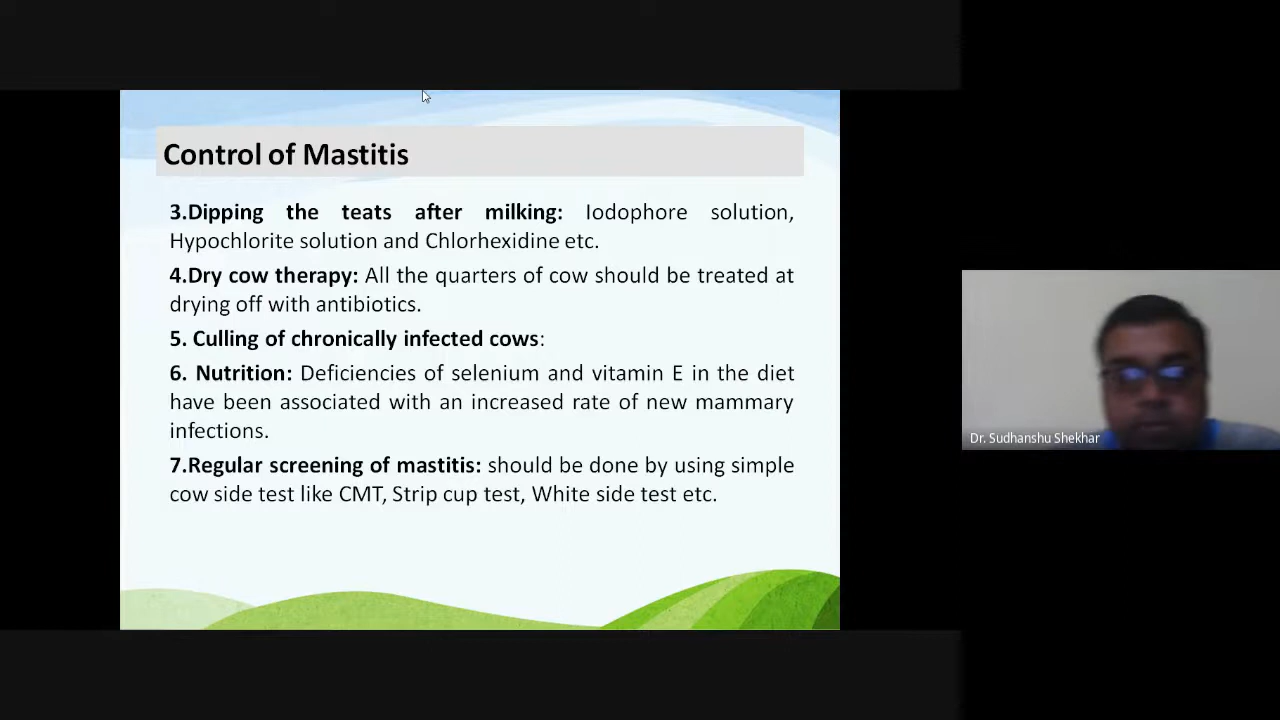 Control of Mastitis
3.Dipping the teats after milking: Iodophore solution,
Hypochlorite solution and Chlorhexidine etc.
4.Dry cow therapy: All the quarters of cow should be treated at
drying off with antibiotics.
5. Culling of chronically infected cows:
6. Nutrition: Deficiencies of selenium and vitamin E in the diet
have been associated with an increased rate of new mammary
infections.
7.Regular screening of mastitis: should be done by using simple
cow side test like CMT, Strip cup test, White side test etc.
Dr. Sudhanshu Shekhar